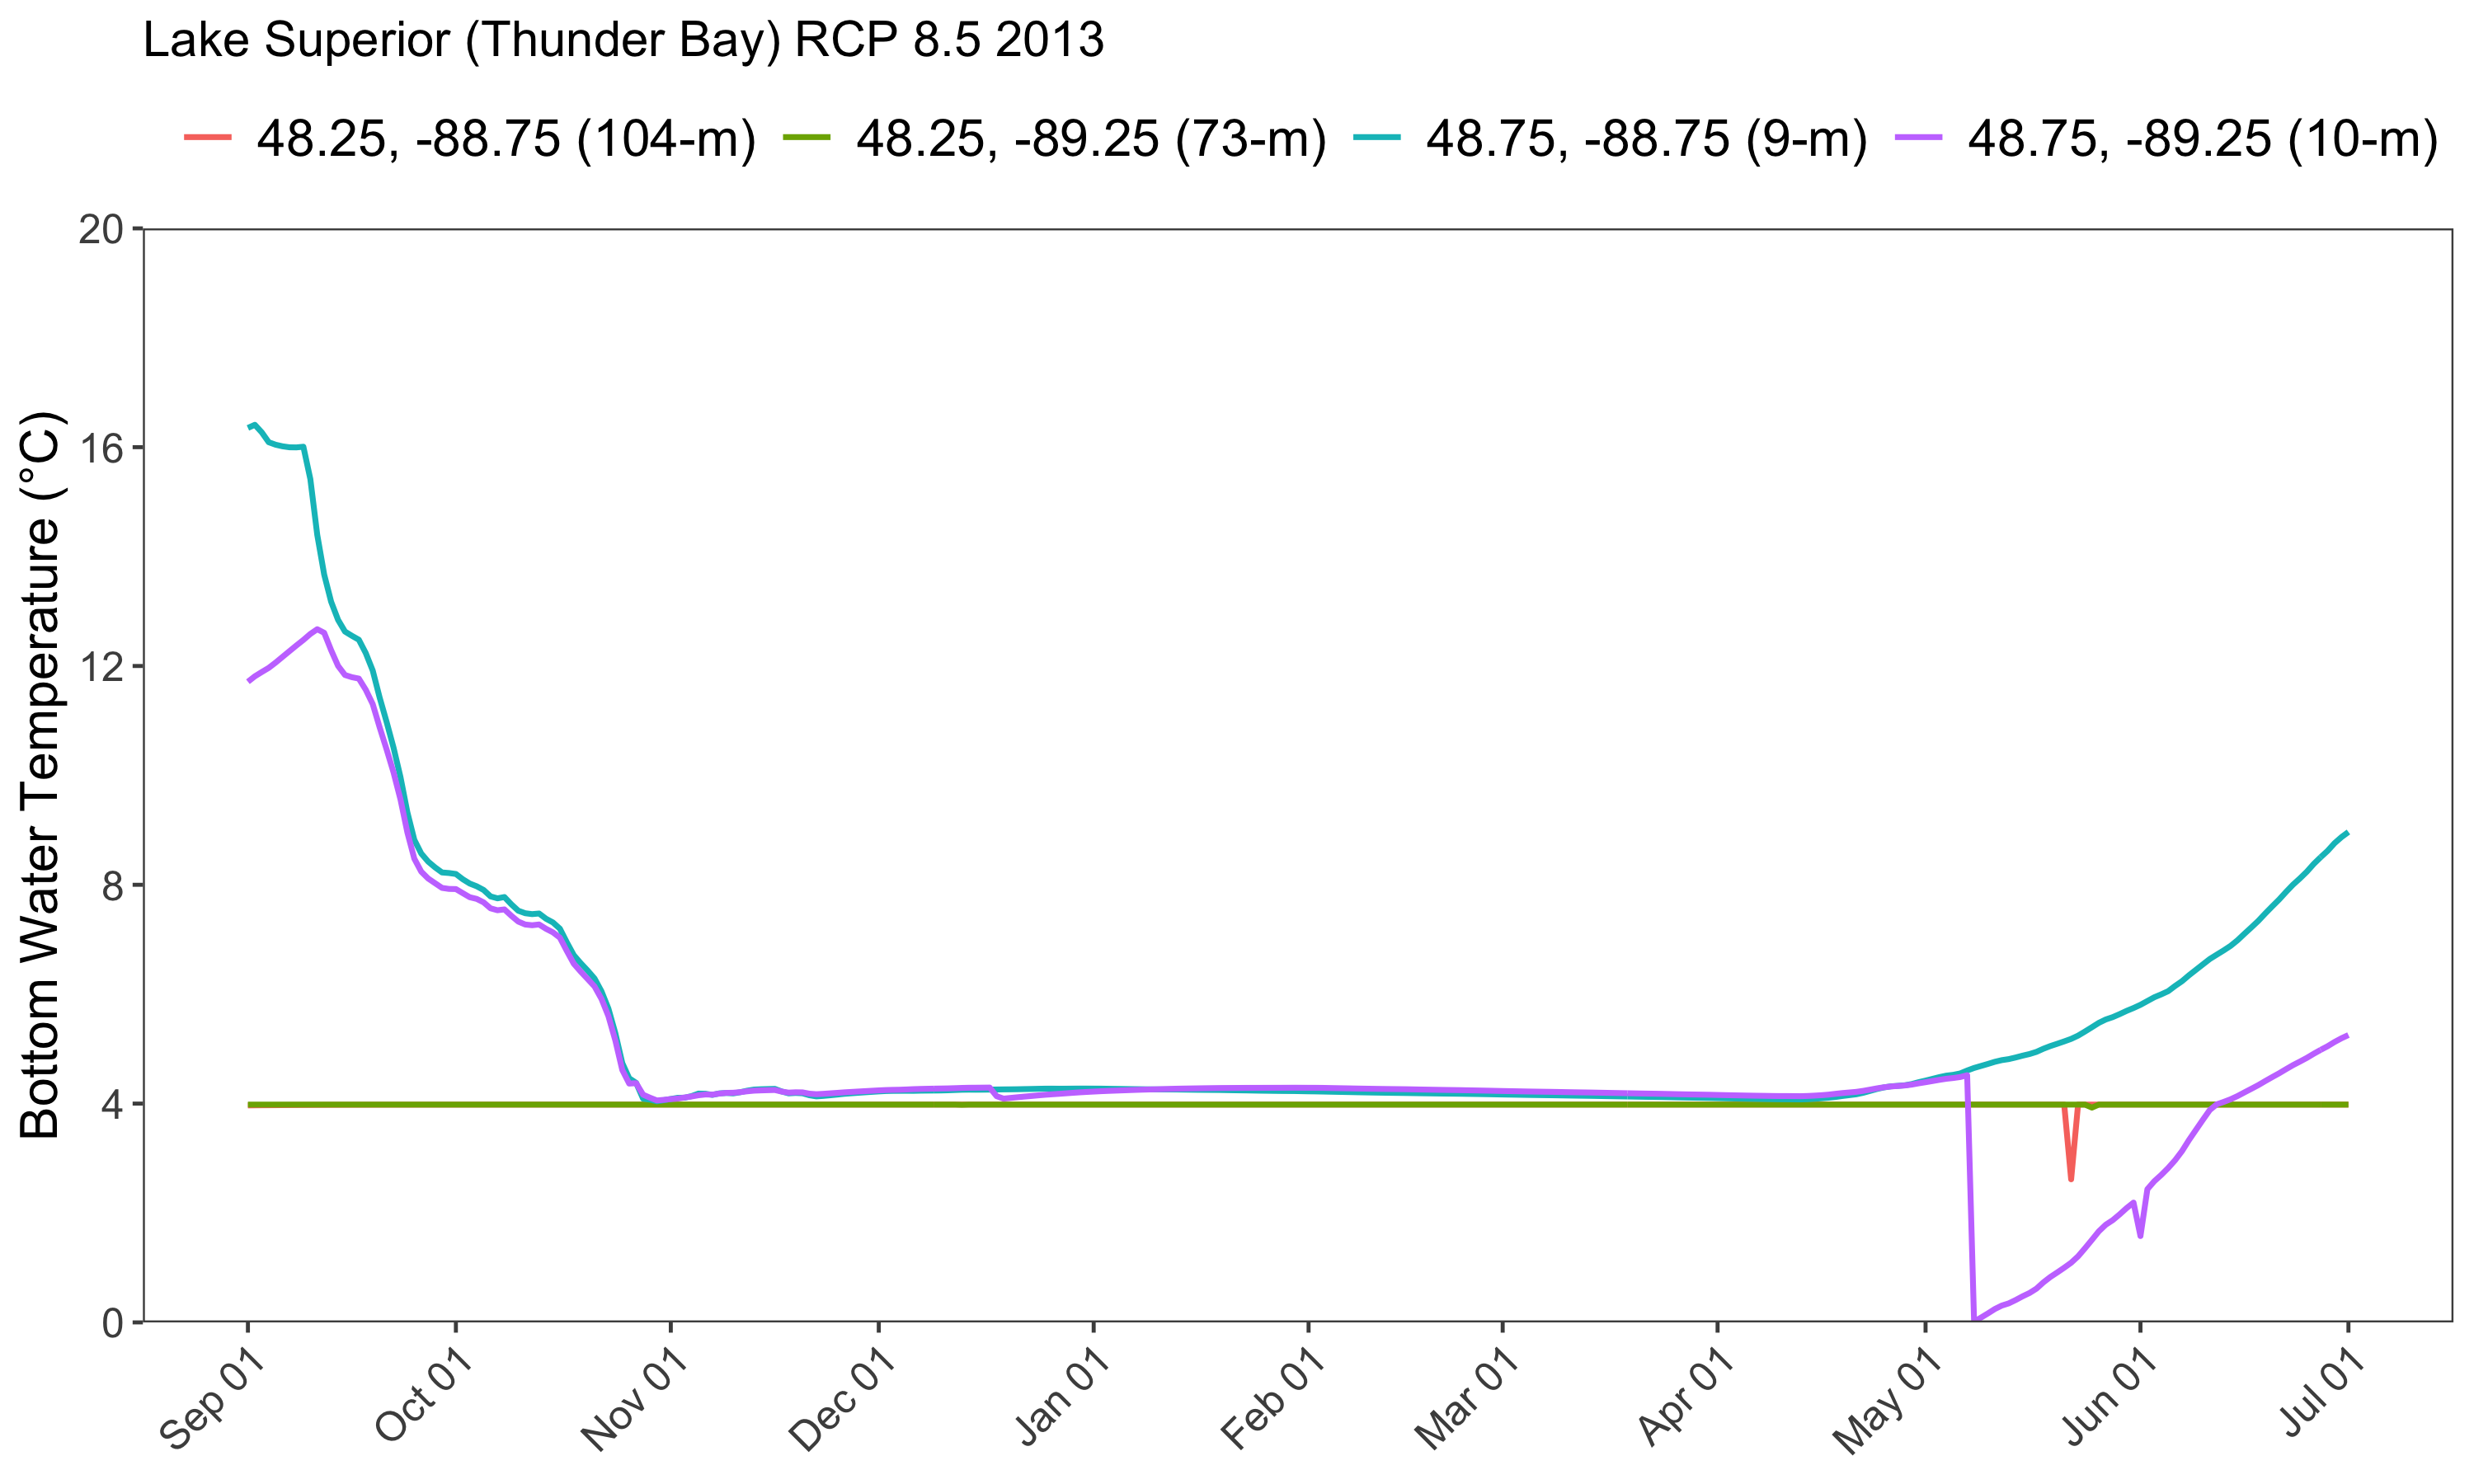 Lake Superior (Thunder Bay) RCP 8.5 2013
48.25, -88.75 (104-m) 48.25, -89.25 (73-m) 48.75, -88.75 (9-m) 48.75, -89.25 (10-m)
Bottom Water Temperature (°C)
20
16
12
8
4
0
Sep 01 Oct 01 Nov 01 Dec 01 Jan 01 Feb 01 Mar 01 Apr 01 May 01 Jun 01 Jul 01